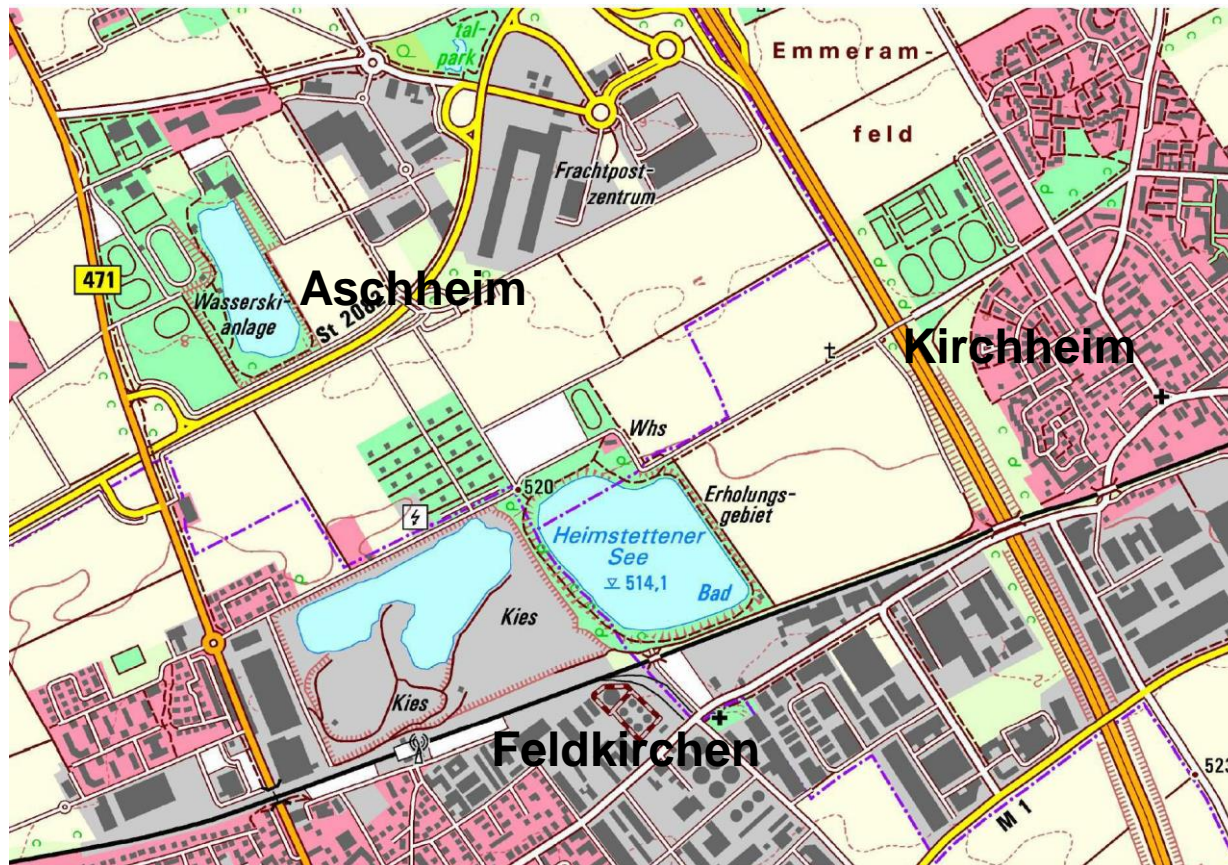 tal-
park
Emmeram-
feld
Frachtpost-
zentrum
471
Aschheim
Wasserski-
anlage
St 208
Kirchheim
Whs
520
Erholungs-
gebiet
Heimstettener
See
514,1
Bad
Kies
Kies
Feldkirchen
523
M 1